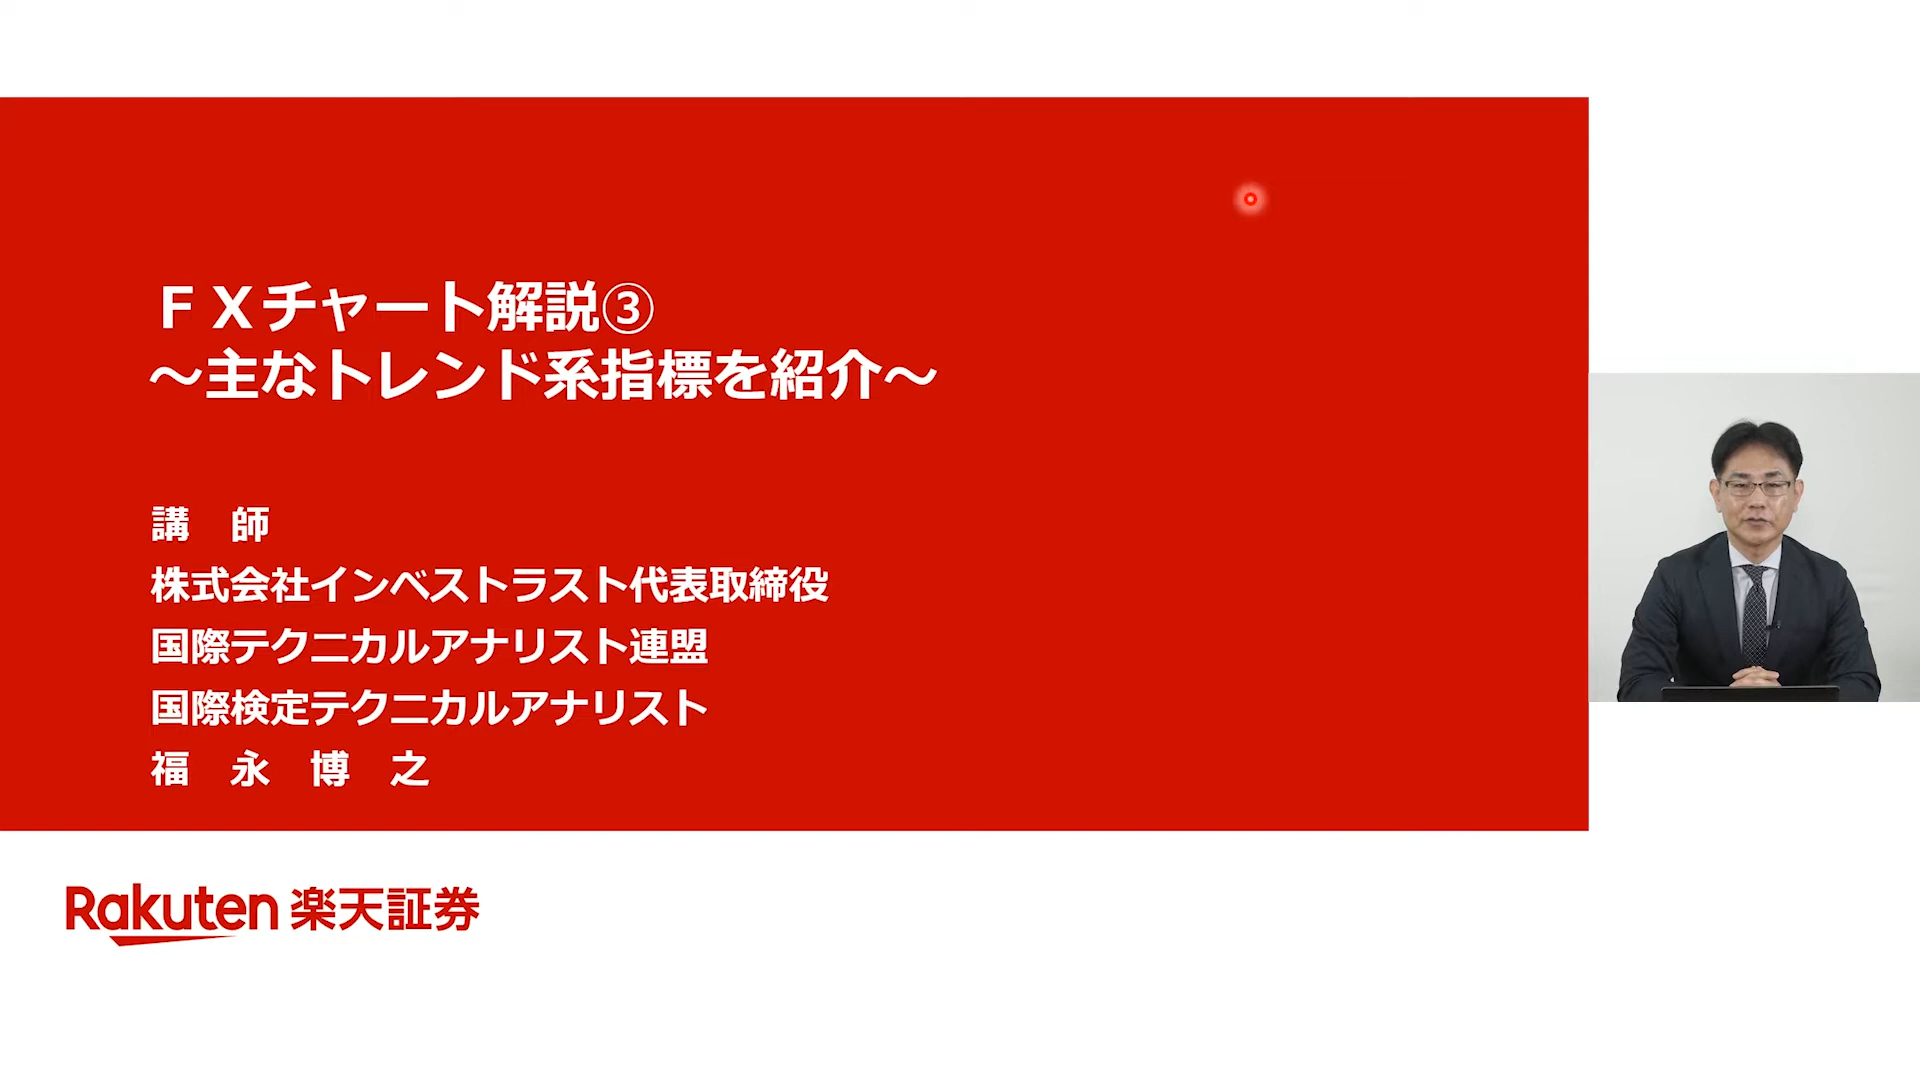 ＦＸチャート解説③
～主なトレンド系指標を紹介～
講　師
株式会社インベストラスト代表取締役
国際テクニカルアナリスト連盟
国際検定テクニカルアナリスト
福　永　博　之
Rakuten 楽天証券